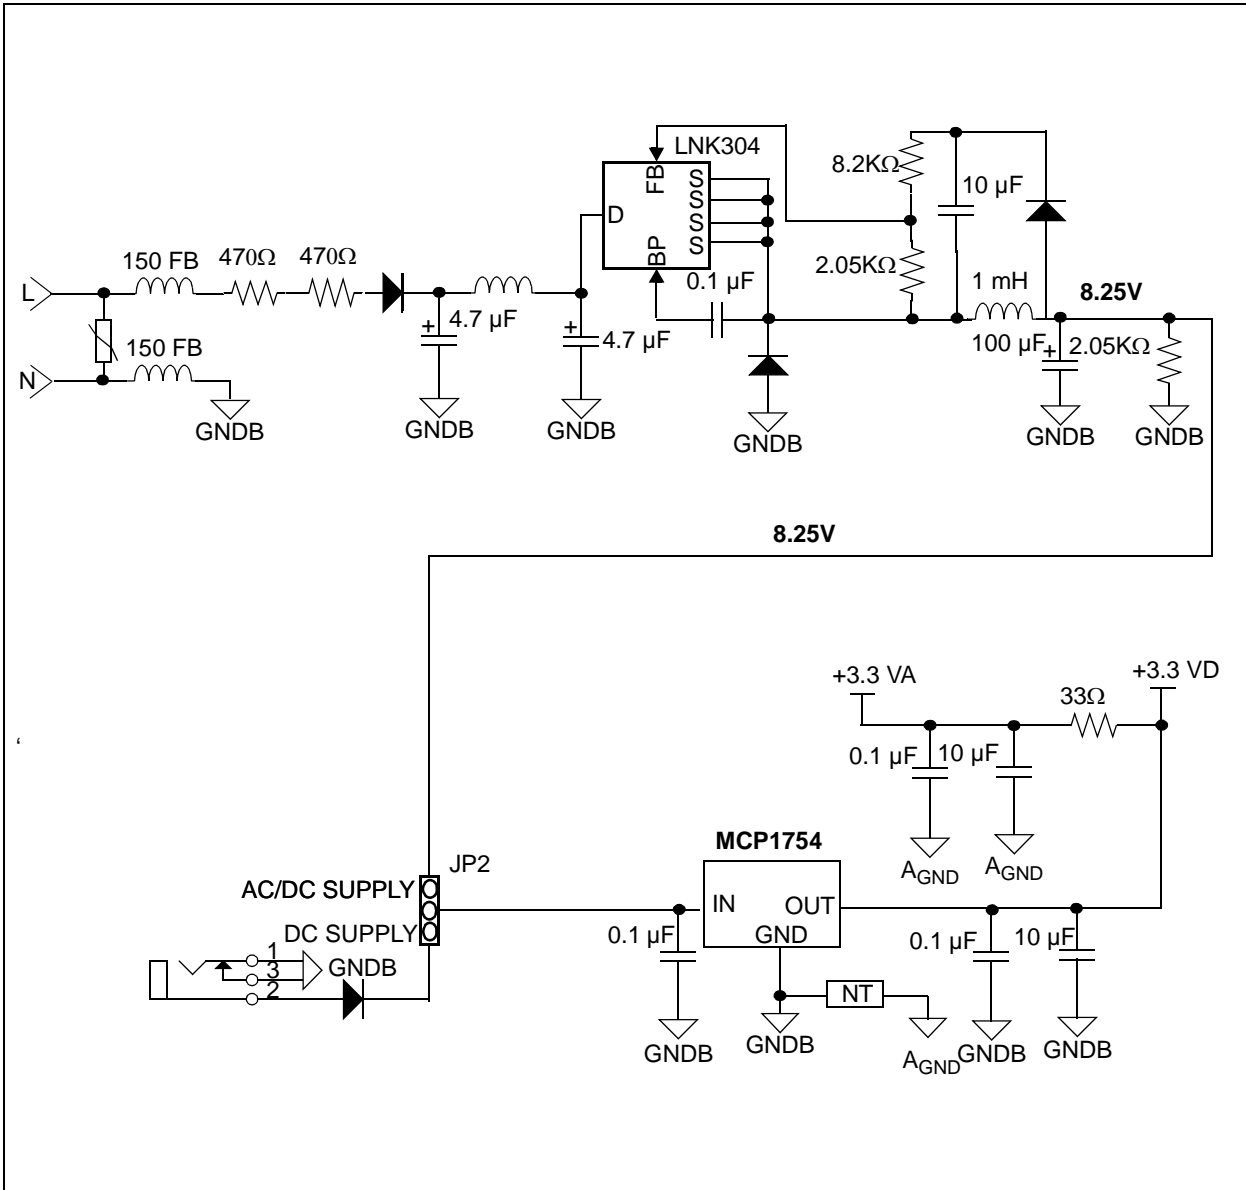 LNK304
FB
S
S
S
S
D
BP
8.2KΩ
10 µF
2.05KΩ
0.1 µF
1 mH
8.25V
150 FB
470Ω
470Ω
L
4.7 µF
4.7 µF
100 µF
+
2.05KΩ
+
+
150 FB
N
GNDB
GNDB
GNDB
GNDB
GNDB
GNDB
8.25V
+3.3 VA
+3.3 VD
33Ω
‘
0.1 µF
10 µF
MCP1754
AGND
AGND
JP2
AC/DC SUPPLY
IN
OUT
GND
DC SUPPLY
0.1 µF
0.1 µF
10 µF
1
3
2
GNDB
NT
GNDB
GNDB
AGND
GNDB
GNDB